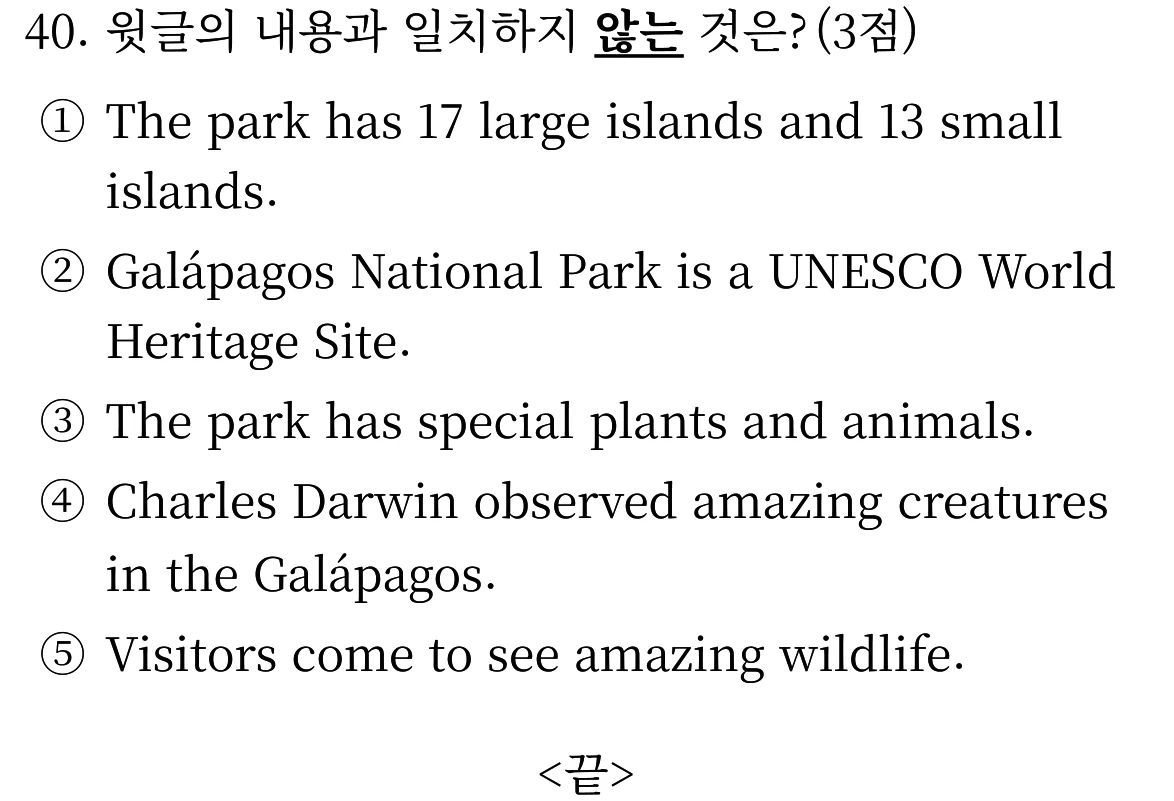 40. 윗글의 내용과 일치하지 않는 것은?(3점)
① The park has 17 large islands and 13 small
islands.
② Galápagos National Park is a UNESCO World
Heritage Site.
③ The park has special plants and animals.
④ Charles Darwin observed amazing creatures
in the Galápagos.
⑤ Visitors come to see amazing wildlife.
<끝>